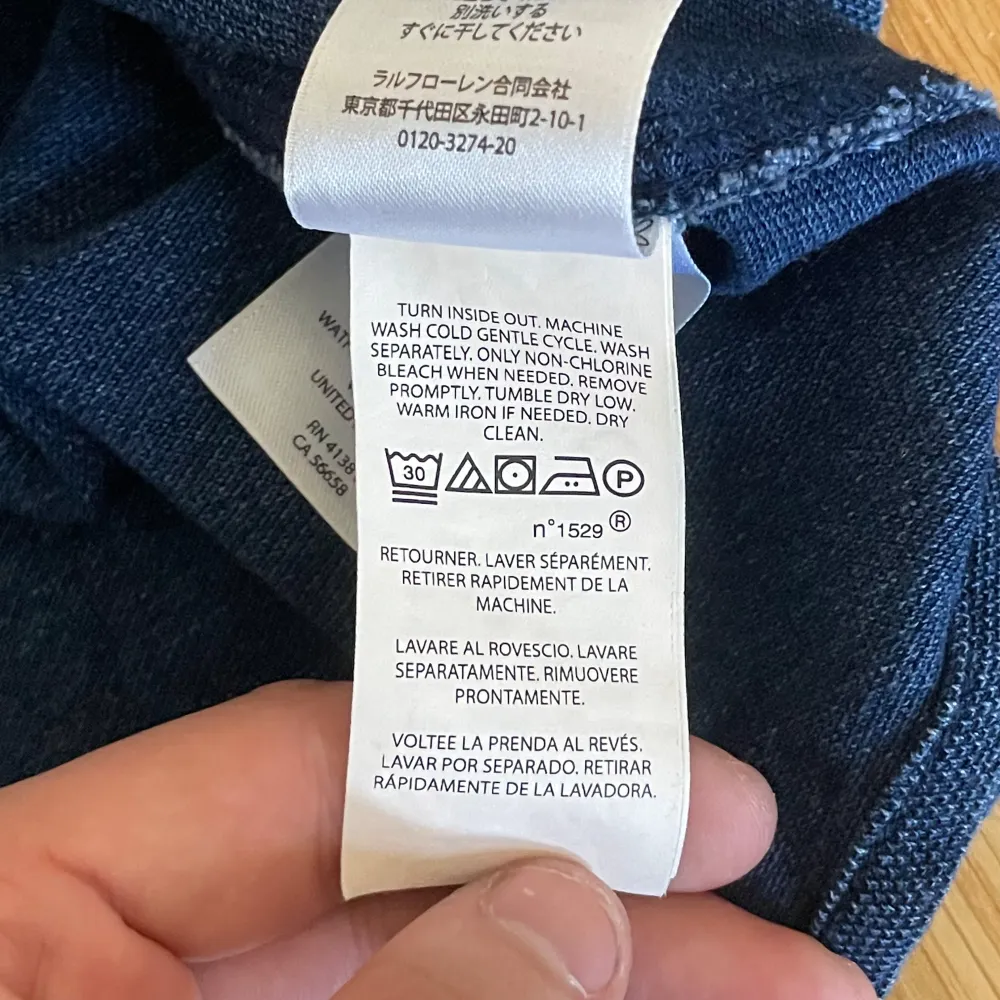 別洗いする
すぐに干してください
ラルフローレン合同会社
東京都千代田区永田町2-10-1
0120-3274-20
UNITED
RN 4138
CA 56658
TURN INSIDE OUT. MACHINE
WASH COLD GENTLE CYCLE. WASH
SEPARATELY. ONLY NON-CHLORINE
BLEACH WHEN NEEDED. REMOVE
PROMPTLY. TUMBLE DRY LOW.
WARM IRON IF NEEDED. DRY
CLEAN.
30 P
n°1529 ®
RETOURNER. LAVER SÉPARÉMENT.
RETIRER RAPIDEMENT DE LA
MACHINE.
LAVARE AL ROVESCIO. LAVARE
SEPARATAMENTE. RIMUOVERE
PRONTAMENTE.
VOLTEE LA PRENDA AL REVÉS.
LAVAR POR SEPARADO. RETIRAR
RÁPIDAMENTE DE LA LAVADORA.